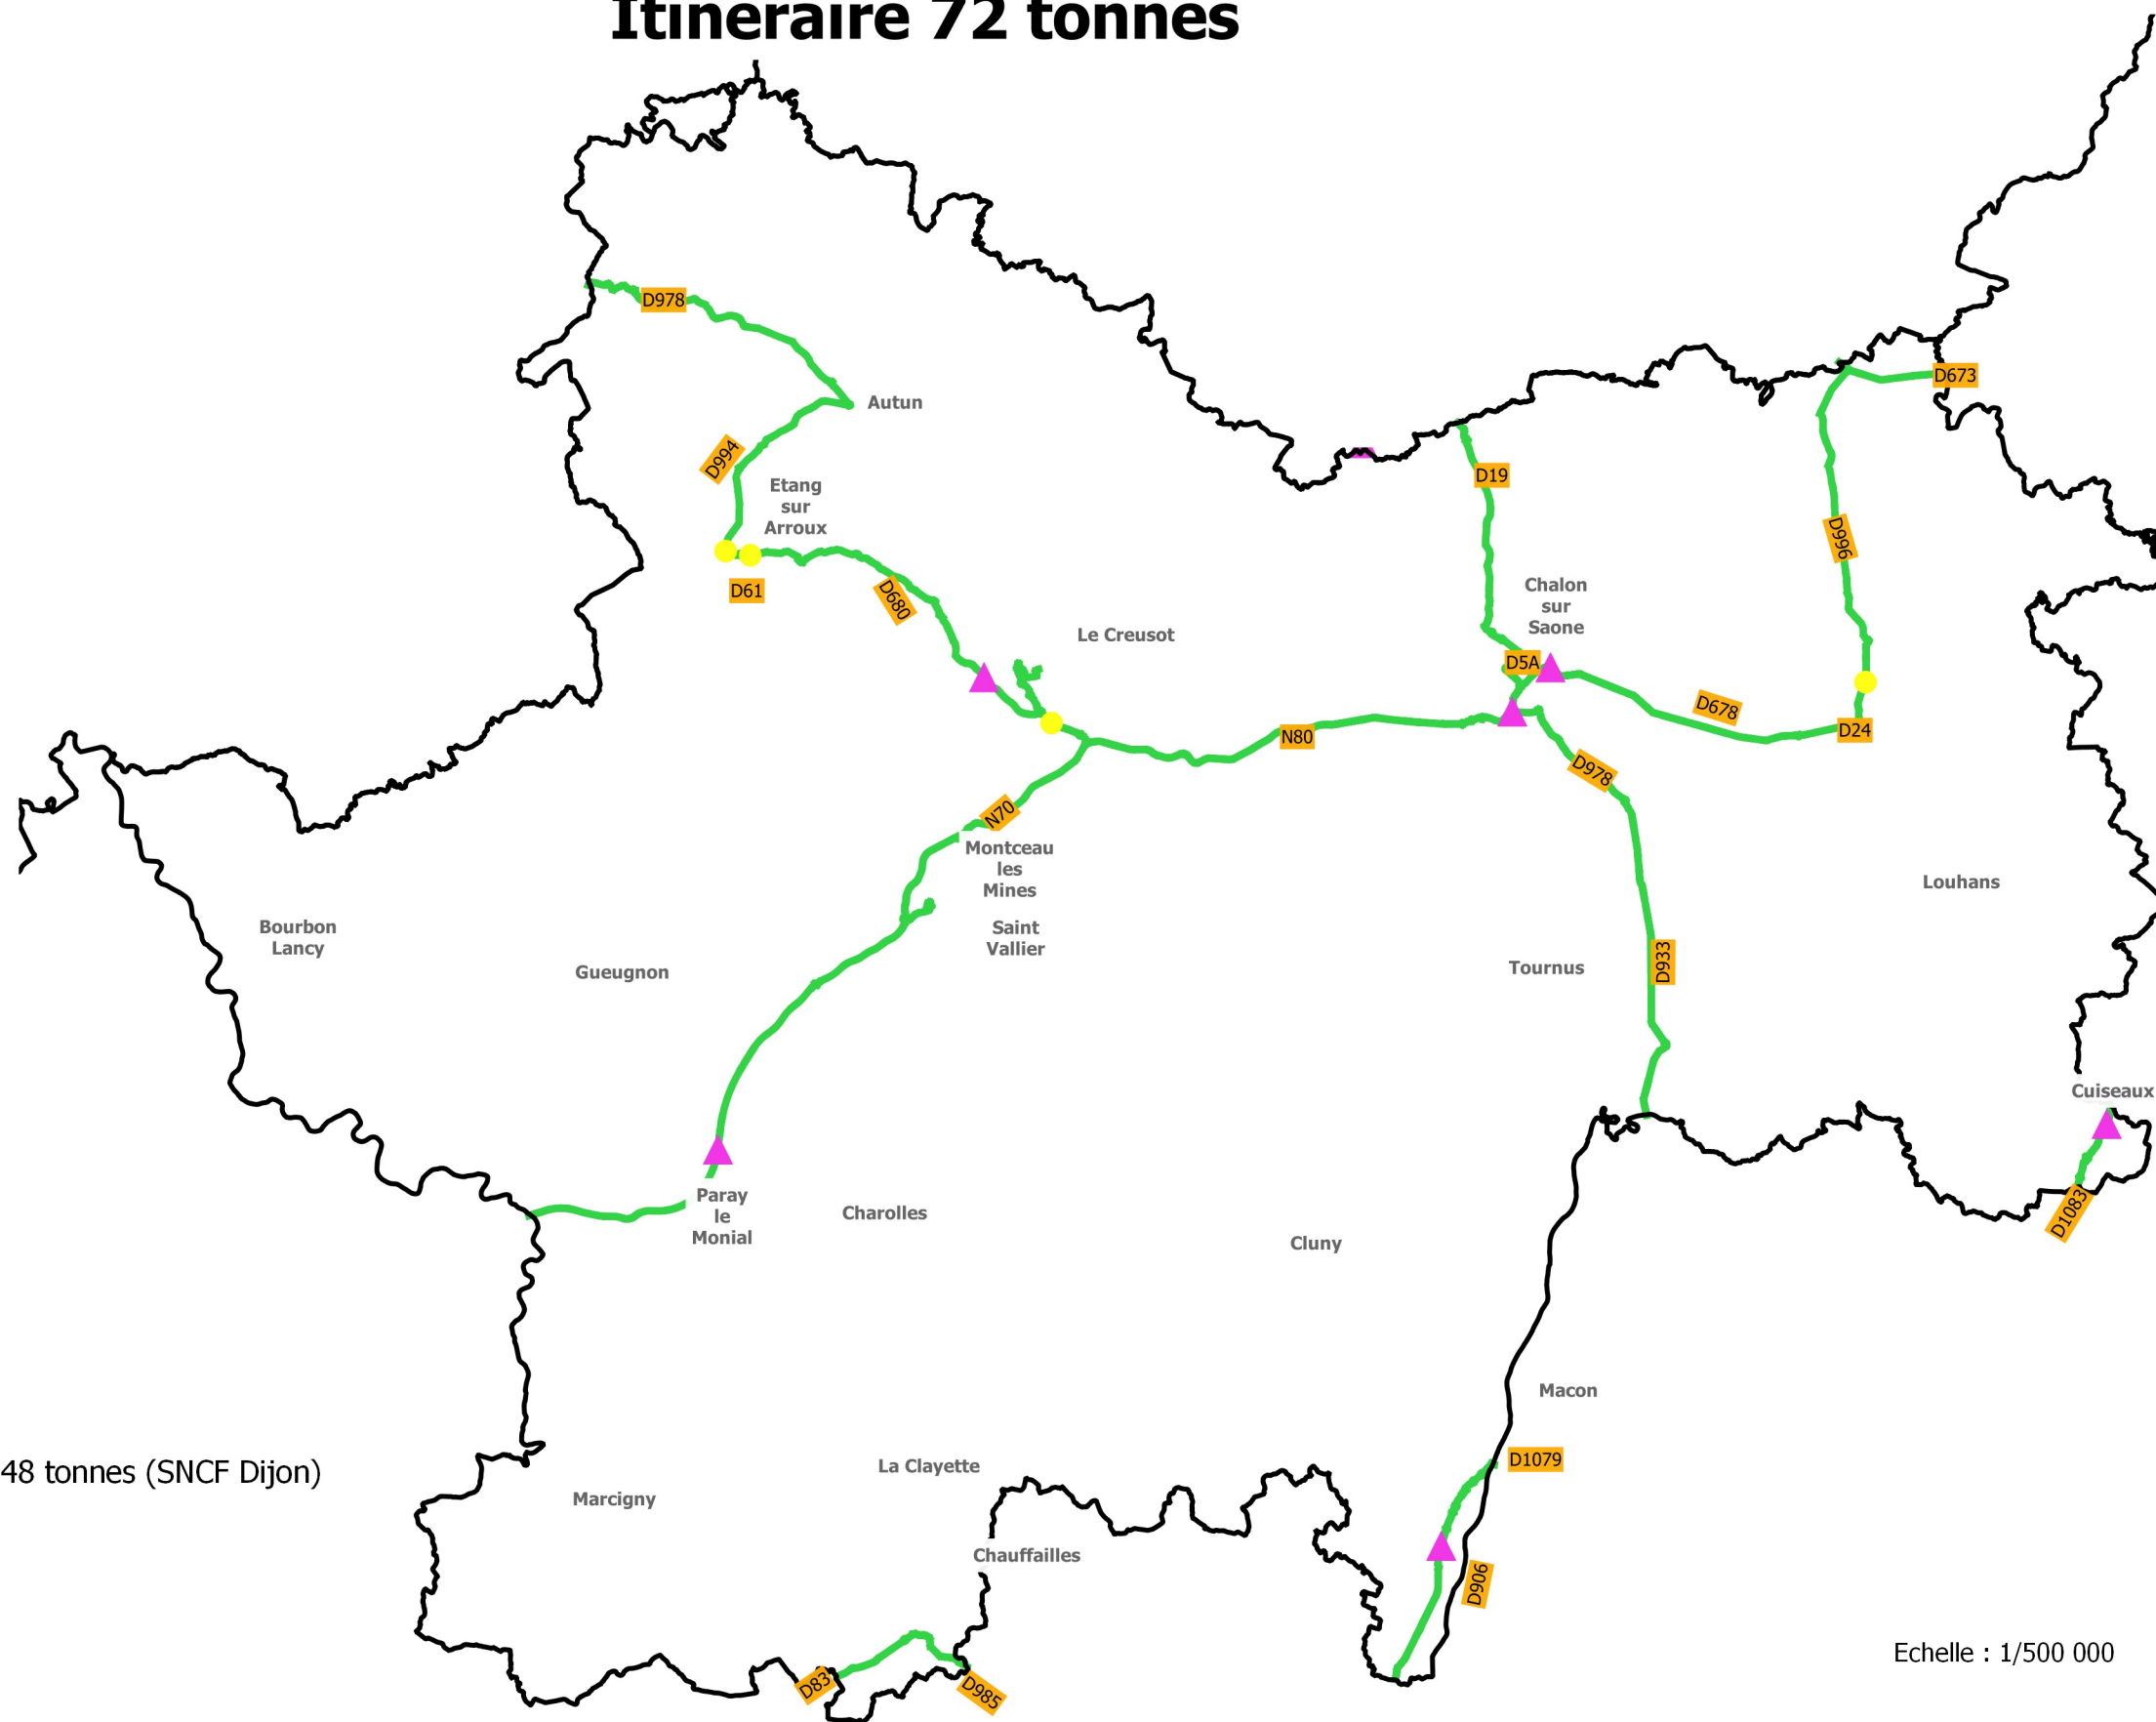 Itinéraire 72 tonnes
D978
D673
Autun
D994
D19
Etang
sur
Arroux
D996
D61
D680
Chalon
sur
Saone
Le Creusot
D5A
D678
D24
N80
D978
N70
Montceau
les
Mines
Louhans
Bourbon
Lancy
Saint
Vallier
Gueugnon
Tournus
D933
Cuiseaux
Paray
le
Monial
Charolles
D1083
Cluny
Macon
D1079
48 tonnes (SNCF Dijon)
La Clayette
Marcigny
Chauffailles
D906
Echelle : 1/500 000
D83
D985